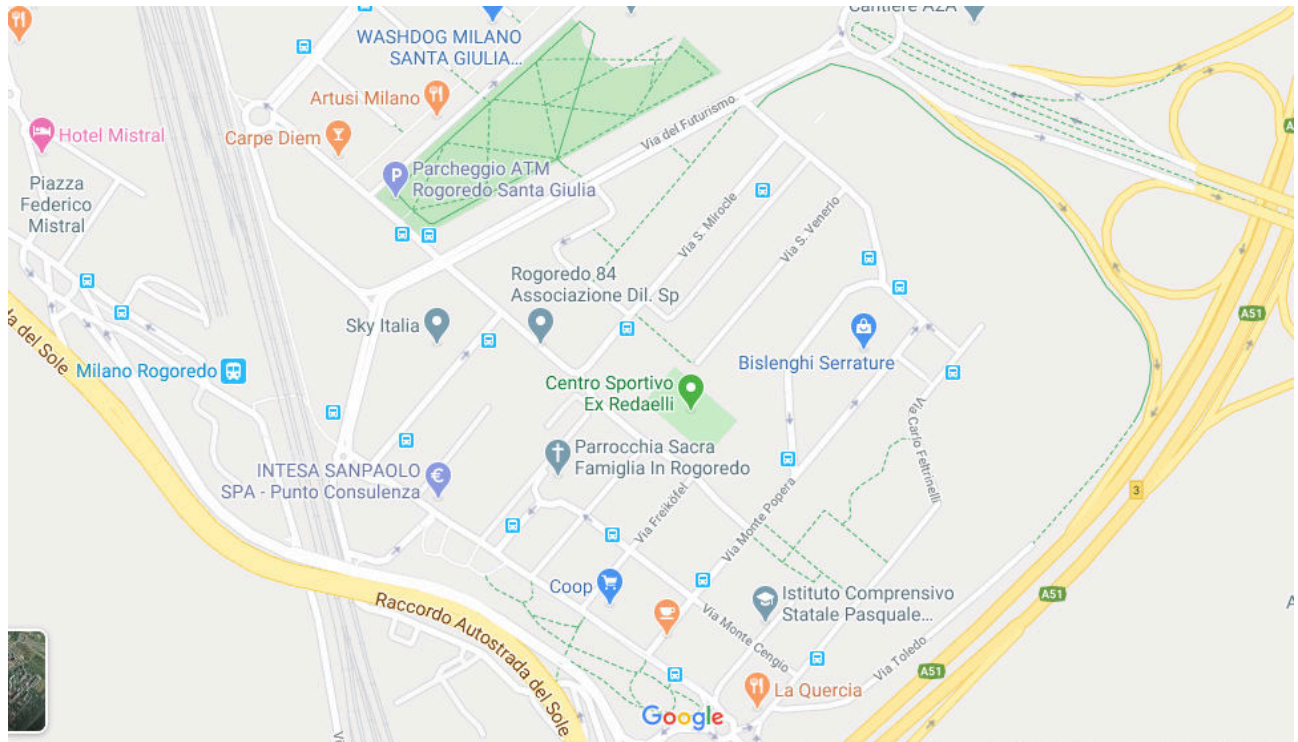 Cantiere A2A
WASHDOG MILANO
SANTA GIULIA...
Artusi Milano
Carpe Diem
Hotel Mistral
Via del Futurismo
Parcheggio ATM
Rogoredo Santa Giulia
P
Piazza
Federico
Mistral
Via S. Mirocle
Via S. Venerio
Rogoredo 84
Associazione Dil. Sp
Sky Italia
A51
da del Sole
Milano Rogoredo
Bislenghi Serrature
Centro Sportivo
Ex Redaelli
Via Carlo Feltrinelli
Parrocchia Sacra
Famiglia In Rogoredo
INTESA SANPAOLO
SPA - Punto Consulenza
€
3
Via Freiköfel
Via Monte Popera
Coop
Istituto Comprensivo
Statale Pasquale...
A51
Raccordo Autostrada del Sole
Via Monte Cengio
Via Toledo
A51
La Quercia
Google